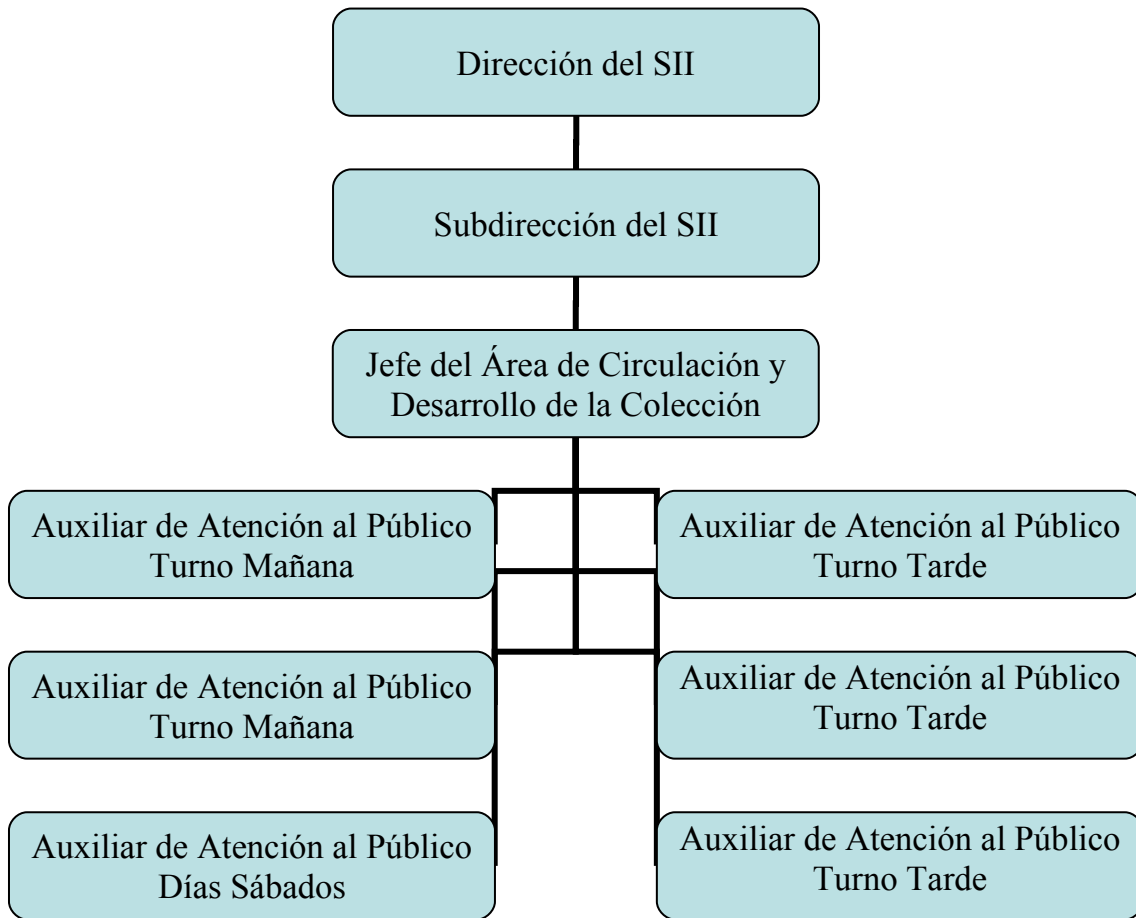 Dirección del SII
Subdirección del SII
Jefe del Área de Circulación y
Desarrollo de la Colección
Auxiliar de Atención al Público
Turno Mañana
Auxiliar de Atención al Público
Turno Tarde
Auxiliar de Atención al Público
Turno Mañana
Auxiliar de Atención al Público
Turno Tarde
Auxiliar de Atención al Público
Días Sábados
Auxiliar de Atención al Público
Turno Tarde